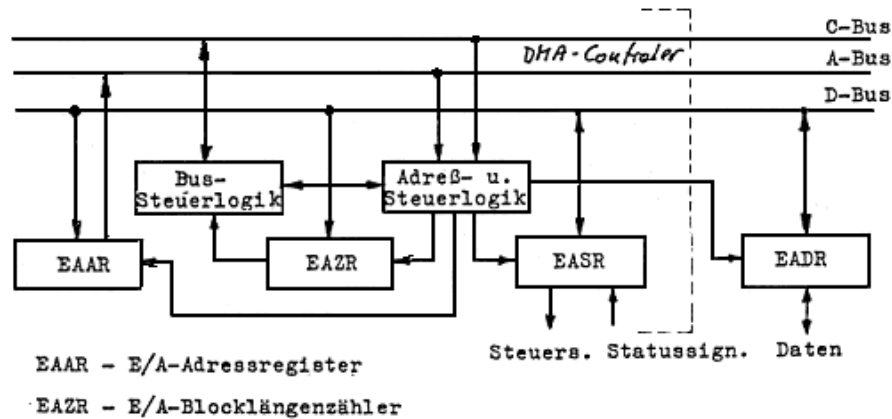 C-Bus
DMA-Controler
A-Bus
D-Bus
Bus-
Steuerlogik
Adreß- u.
Steuerlogik
EAAR
EAZR
EASR
EADR
Steuers. Statussign. Daten
EAAR - E/A-Adressregister
EAZR - E/A-Blocklängenzähler